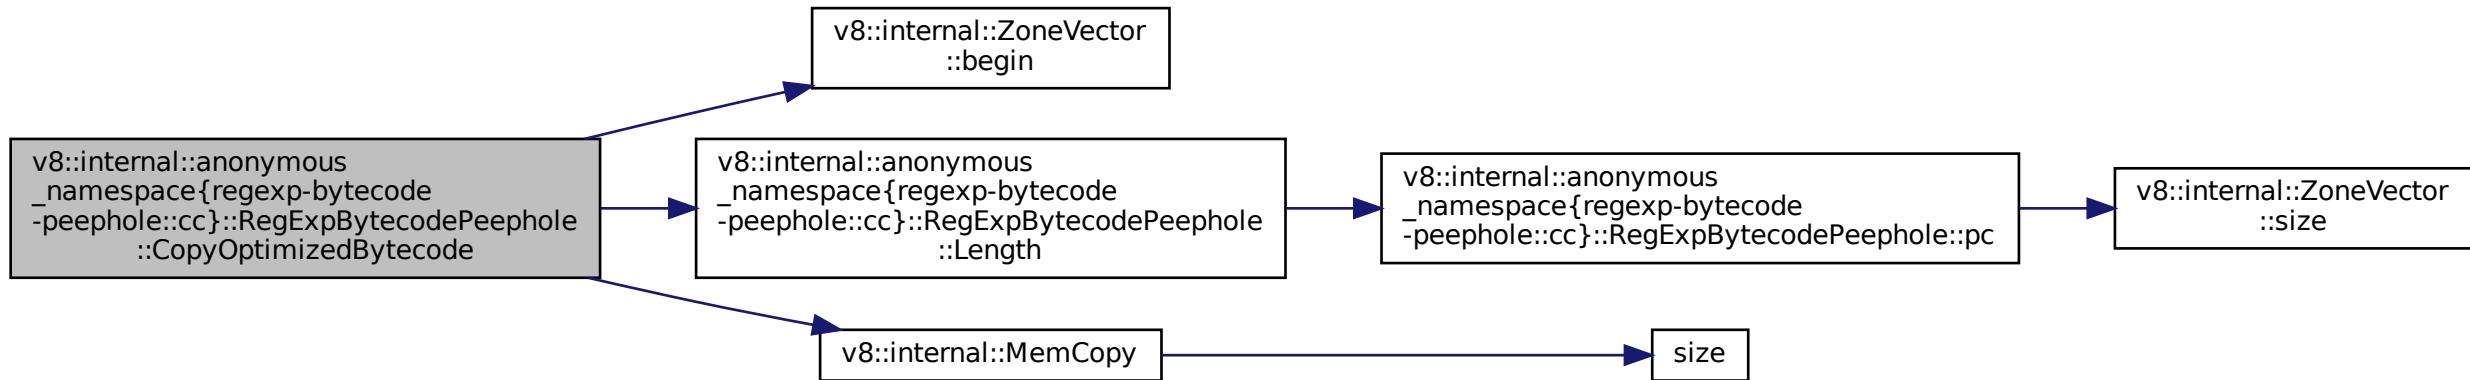 v8::internal::ZoneVector
::begin
v8::internal::anonymous
_namespace{regexp-bytecode
-peephole::cc}::RegExpBytecodePeephole
::CopyOptimizedBytecode
v8::internal::anonymous
_namespace{regexp-bytecode
-peephole::cc}::RegExpBytecodePeephole
::Length
v8::internal::anonymous
_namespace{regexp-bytecode
-peephole::cc}::RegExpBytecodePeephole::pc
v8::internal::ZoneVector
::size
v8::internal::MemCopy
size